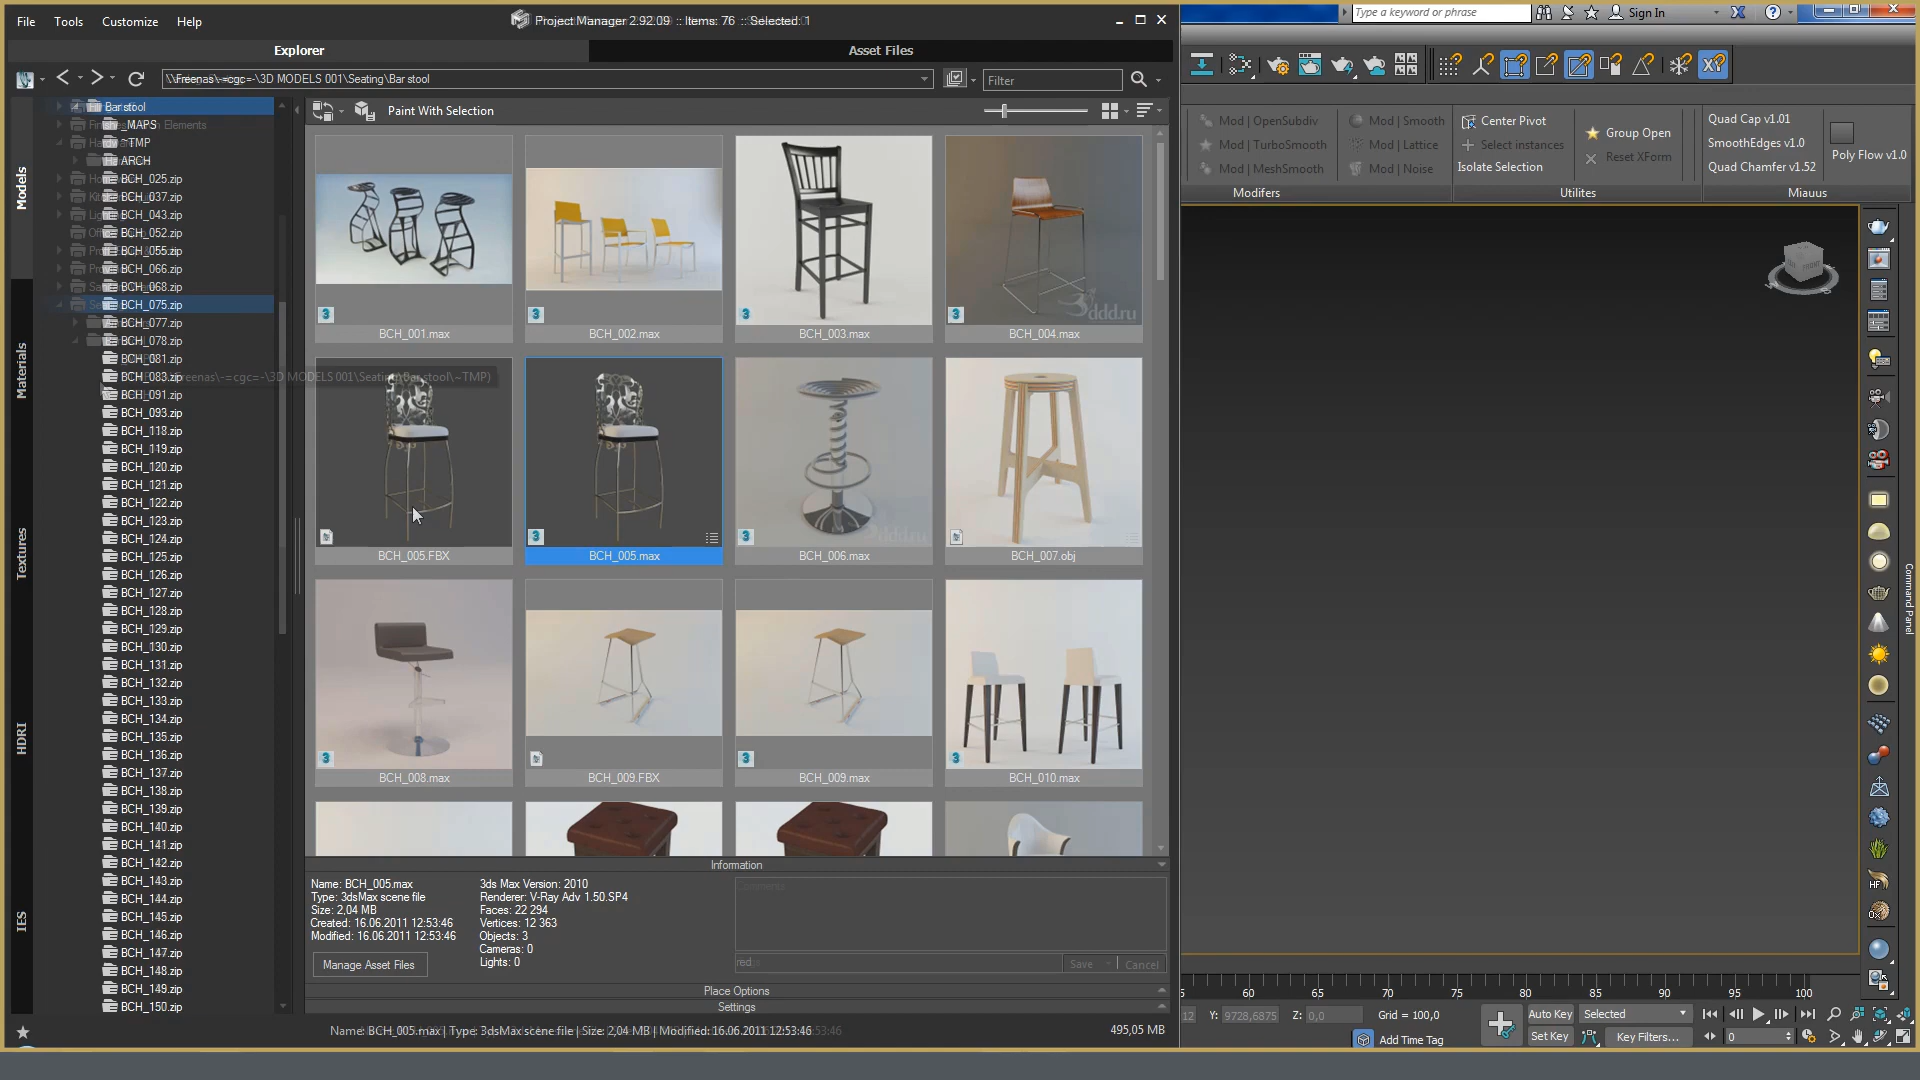 File Tools Customize Help
Project Manager 2.92.09 :: Items: 76 :: Selected: 1
Type a keyword or phrase
Sign In
Explorer
Asset Files
\\Freenas\-=cgc=-\3D MODELS 001\Seating\Bar stool
Filter
Paint With Selection
Models
Materials
Textures
HDRI
IES
Bar stool
_MAPS
~TMP
ARCH
BCH_025.zip
BCH_037.zip
BCH_043.zip
BCH_052.zip
BCH_055.zip
BCH_066.zip
BCH_068.zip
BCH_075.zip
BCH_077.zip
BCH_078.zip
BCH_081.zip
BCH_083.zip
BCH_091.zip
BCH_093.zip
BCH_118.zip
BCH_119.zip
BCH_120.zip
BCH_121.zip
BCH_122.zip
BCH_123.zip
BCH_124.zip
BCH_125.zip
BCH_126.zip
BCH_127.zip
BCH_128.zip
BCH_129.zip
BCH_130.zip
BCH_131.zip
BCH_132.zip
BCH_133.zip
BCH_134.zip
BCH_135.zip
BCH_136.zip
BCH_137.zip
BCH_138.zip
BCH_139.zip
BCH_140.zip
BCH_141.zip
BCH_142.zip
BCH_143.zip
BCH_144.zip
BCH_145.zip
BCH_146.zip
BCH_147.zip
BCH_148.zip
BCH_149.zip
BCH_150.zip
BCH_001.max
BCH_002.max
BCH_003.max
3ddd.ru
BCH_004.max
BCH_005.FBX
BCH_005.max
BCH_006.max
BCH_007.obj
BCH_008.max
BCH_009.FBX
BCH_009.max
BCH_010.max
Information
Name: BCH_005.max
Type: 3dsMax scene file
Size: 2,04 MB
Created: 16.06.2011 12:53:46
Modified: 16.06.2011 12:53:46
Manage Asset Files
3ds Max Version: 2010
Renderer: V-Ray Adv 1.50.SP4
Faces: 22 294
Vertices: 12 363
Objects: 3
Cameras: 0
Lights: 0
Comments
red
Save
Cancel
Place Options
Settings
Name: BCH_005.max | Type: 3dsMax scene file | Size: 2,04 MB | Modified: 16.06.2011 12:53:46
495,05 MB
Mod | OpenSubdiv
Mod | TurboSmooth
Mod | MeshSmooth
Mod | Smooth
Mod | Lattice
Mod | Noise
Modifers
Center Pivot
Select instances
Isolate Selection
Group Open
Reset XForm
Utilites
Quad Cap v1.01
SmoothEdges v1.0
Quad Chamfer v1.52
Poly Flow v1.0
Miauus
XY
Command Panel
60 65 70 75 80 85 90 95 100
Y: 9728,6875 Z: 0,0 Grid = 100,0
Add Time Tag
Auto Key
Selected
Set Key
Key Filters...
0